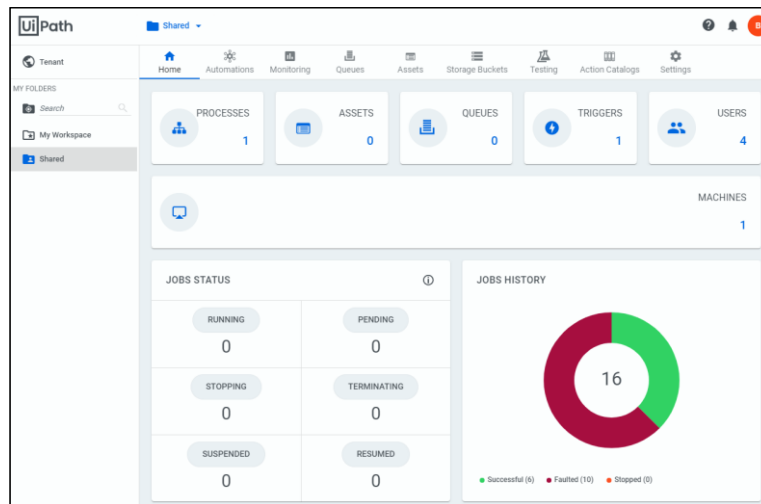 UiPath
Shared
B
Tenant
MY FOLDERS
Search
My Workspace
Shared
Home
Automations
Monitoring
Queues
Assets
Storage Buckets
Testing
Action Catalogs
Settings
PROCESSES
1
ASSETS
0
QUEUES
0
TRIGGERS
1
USERS
4
MACHINES
1
JOBS STATUS
RUNNING
0
PENDING
0
STOPPING
0
TERMINATING
0
SUSPENDED
0
RESUMED
0
JOBS HISTORY
16
Successful (6)
Faulted (10)
Stopped (0)